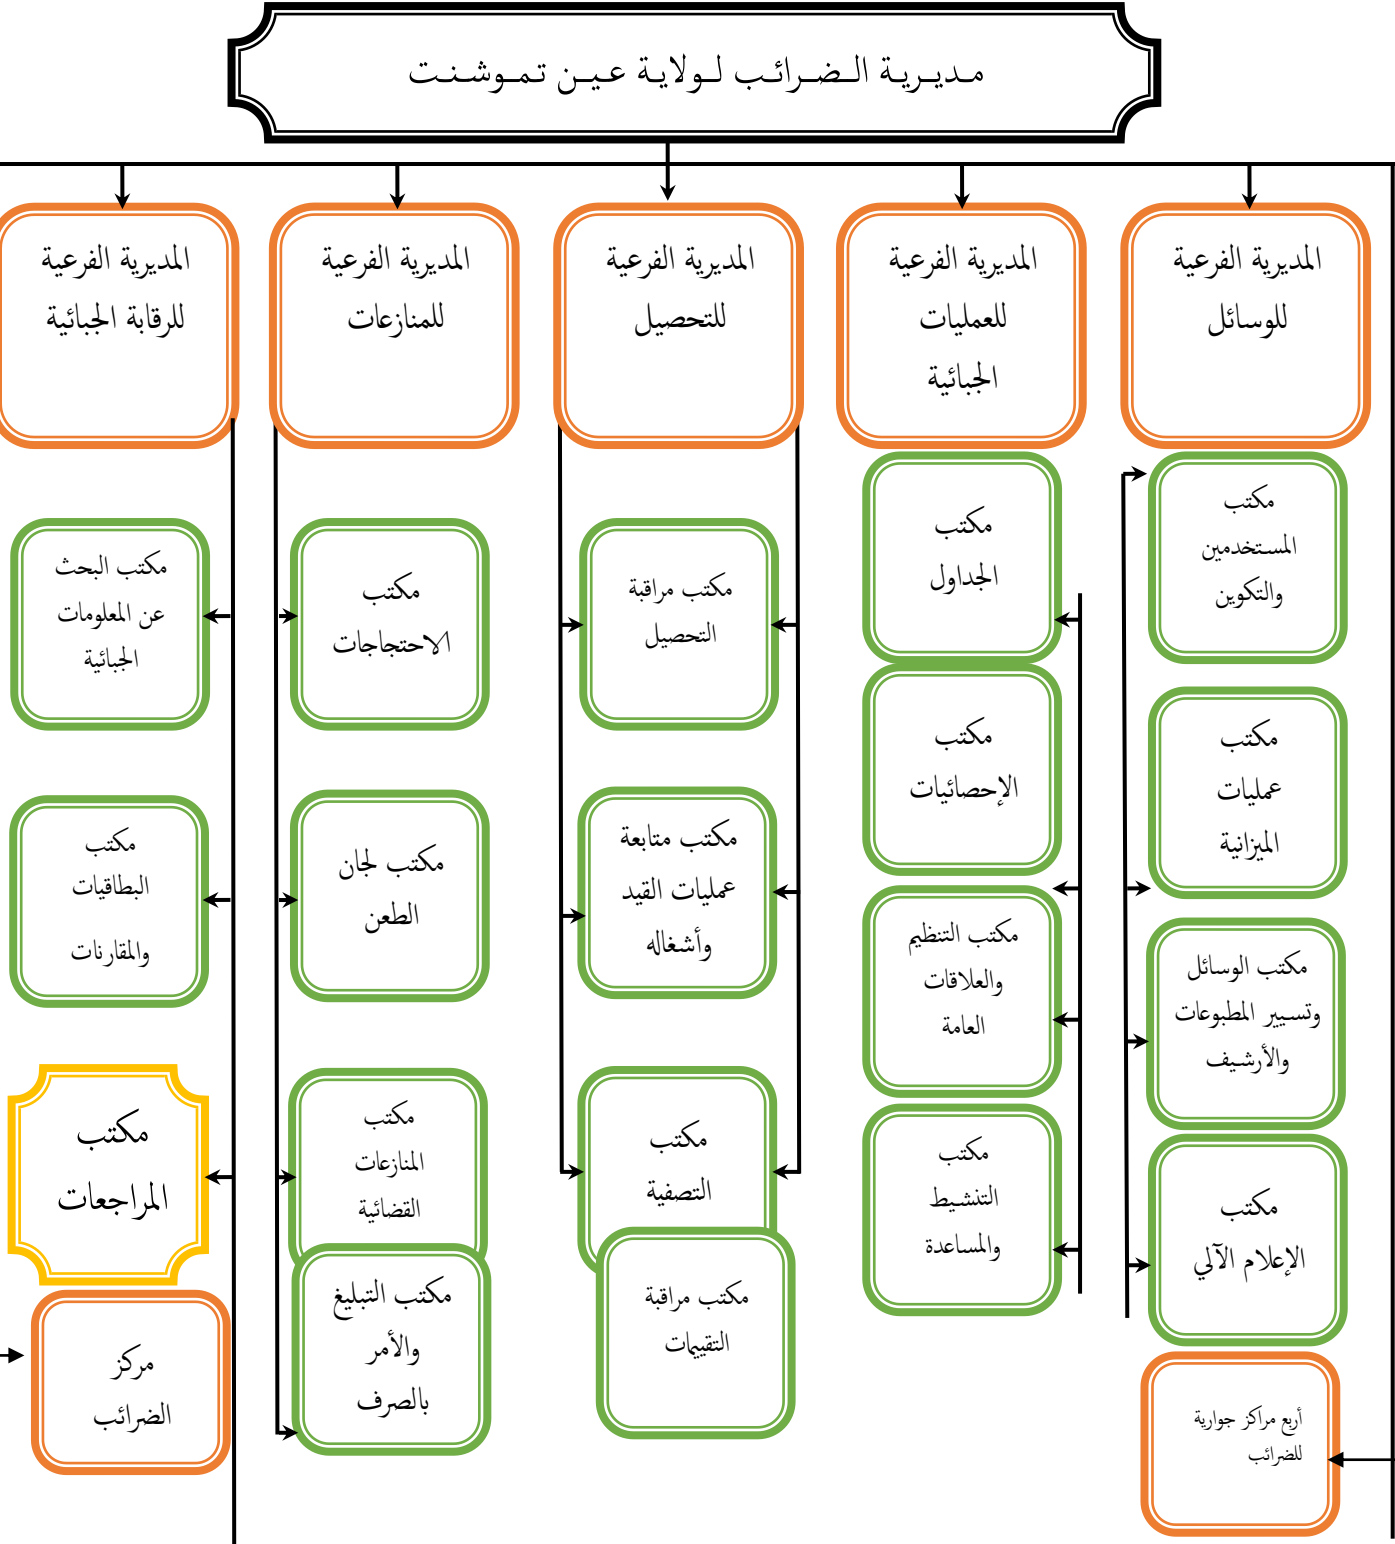 مديرية الضرائب لولاية عين تموشنت
المديرية الفرعية
للوسائل
المديرية الفرعية
للعمليات
الجبائية
المديرية الفرعية
للتحصيل
المديرية الفرعية
للمنازعات
المديرية الفرعية
للرقابة الجبائية
مكتب
المستخدمين
والتكوين
مكتب
عمليات
الميزانية
مكتب الوسائل
وتسيير المطبوعات
والأرشيف
مكتب
الإعلام الآلي
أربع مراكز جوارية
للضرائب
مكتب
الجداول
مكتب
الإحصائيات
مكتب التنظيم
والعلاقات
العامة
مكتب
التنشيط
والمساعدة
مكتب مراقبة
التحصيل
مكتب متابعة
عمليات القيد
وأشغاله
مكتب
التصفية
مكتب مراقبة
التقييمات
مكتب
الاحتجاجات
مكتب لجان
الطعن
مكتب
المنازعات
القضائية
مكتب التبليغ
والأمر
بالصرف
مكتب البحث
عن المعلومات
الجبائية
مكتب
البطاقيات
والمقارنات
مكتب
المراجعات
مركز
الضرائب